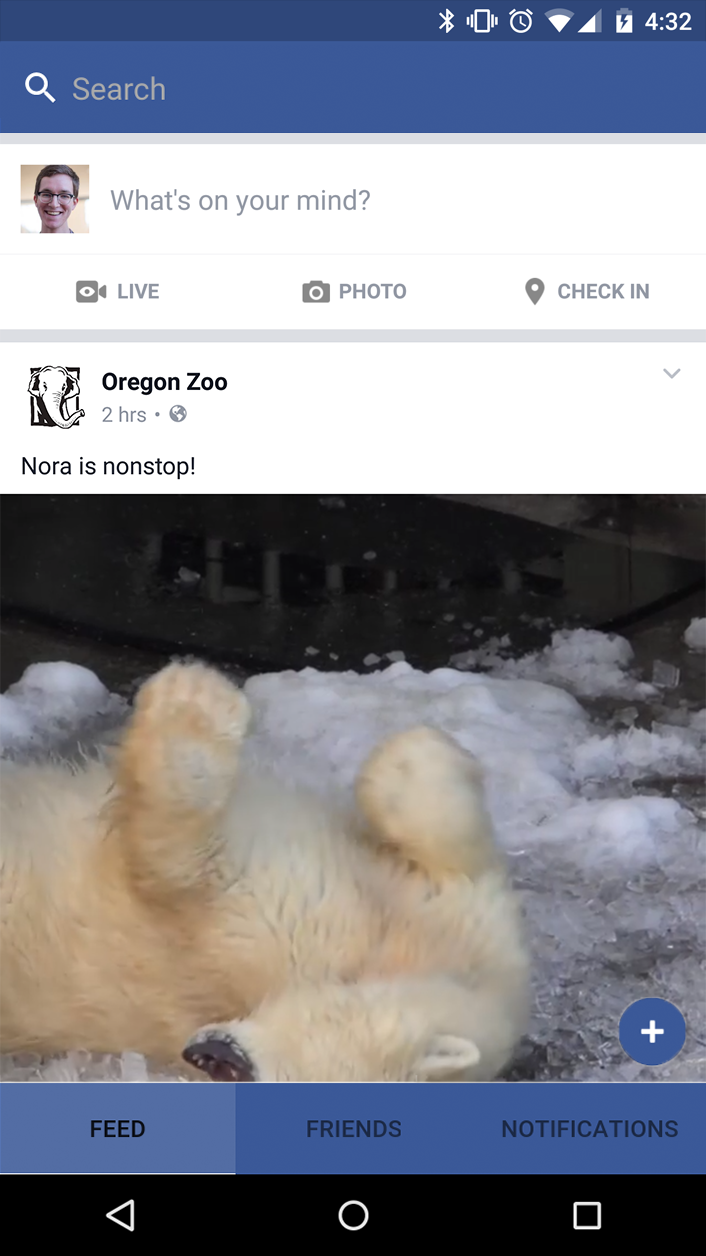 4:32
Search
What's on your mind?
LIVE
PHOTO
CHECK IN
Oregon Zoo
2 hrs •
Nora is nonstop!
FEED
FRIENDS
NOTIFICATIONS